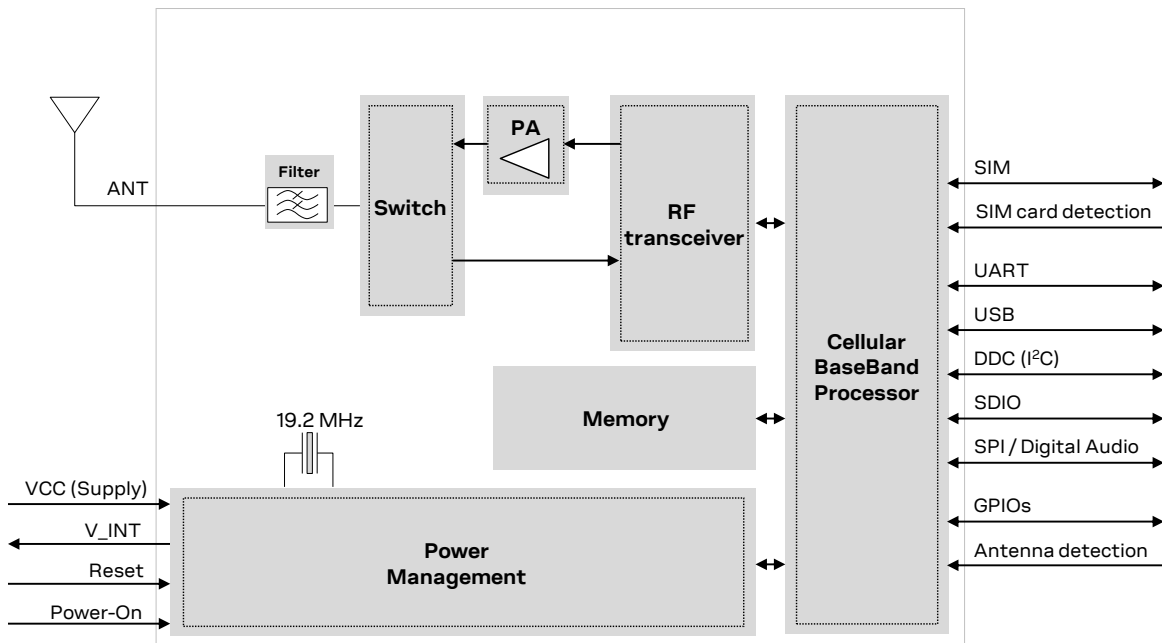 ANT
Filter
Switch
PA
RF
transceiver
Cellular
BaseBand
Processor
Memory
19.2 MHz
Power
Management
VCC (Supply)
V_INT
Reset
Power-On
SIM
SIM card detection
UART
USB
DDC (I²C)
SDIO
SPI / Digital Audio
GPIOs
Antenna detection